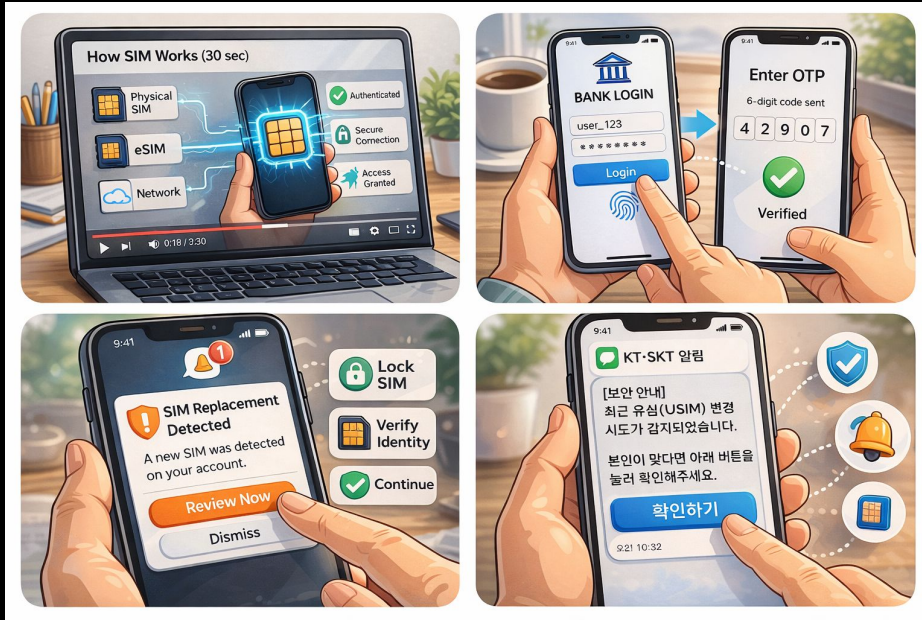 How SIM Works (30 sec)
Physical
SIM
eSIM
Network
Authenticated
Secure
Connection
Access
Granted
0:18 / 3:30
9:41
BANK LOGIN
user_123
********
Login
9:41
Enter OTP
6-digit code sent
4 2 9 0 7
Verified
9:41
1
SIM Replacement
Detected
A new SIM was detected
on your account.
Review Now
Dismiss
Lock
SIM
Verify
Identity
Continue
9:41
KT·SKT 알림
[보안 안내]
최근 유심(USIM) 변경
시도가 감지되었습니다.
본인이 맞다면 아래 버튼을
눌러 확인해주세요.
확인하기
10:32